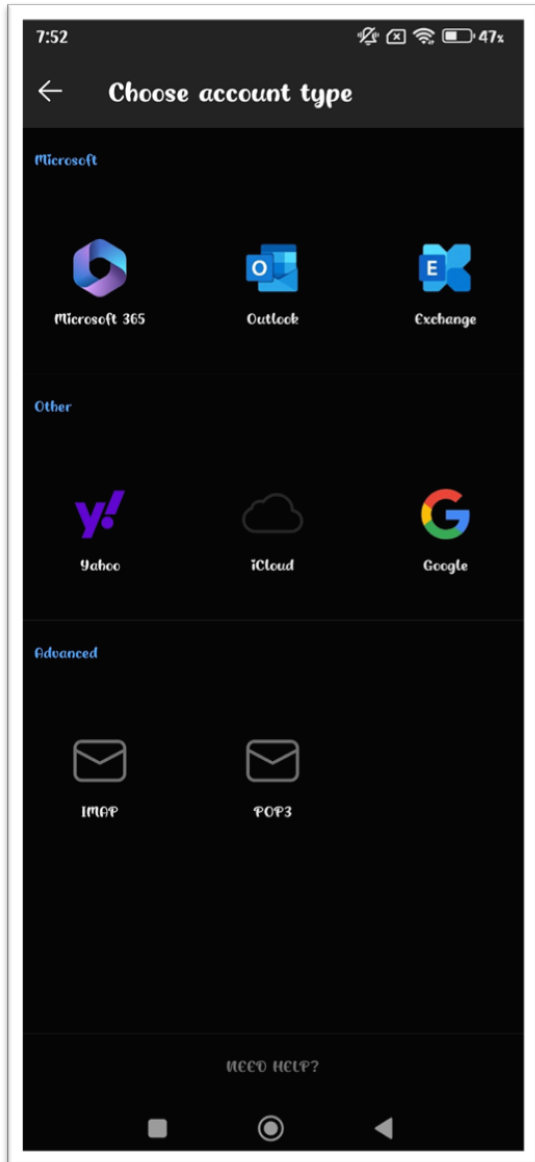 7:52
47%
Choose account type
Microsoft
Microsoft 365
Outlook
Exchange
Other
Yahoo
iCloud
Google
Advanced
IMAP
POP3
NEED HELP?